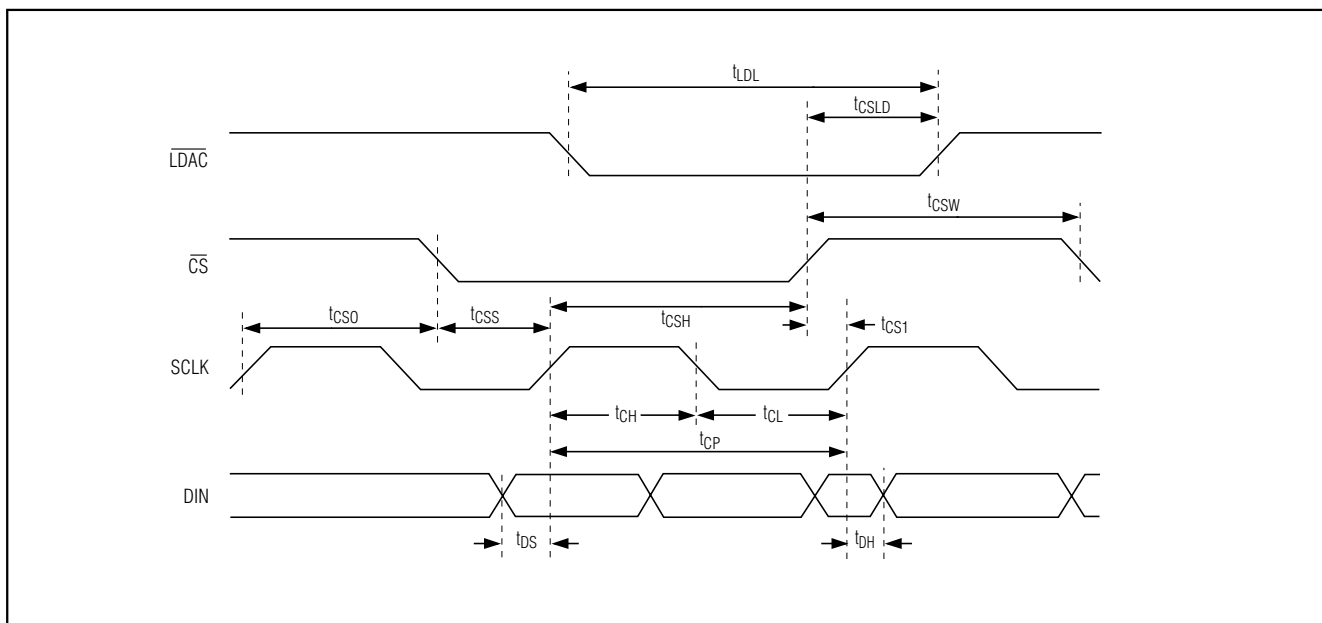 tLDL
tCSLD
LDAC
tCSW
CS
tCSO
tCSS
tCSH
tCS1
SCLK
tCH
tCL
tCP
DIN
tDS
tDH